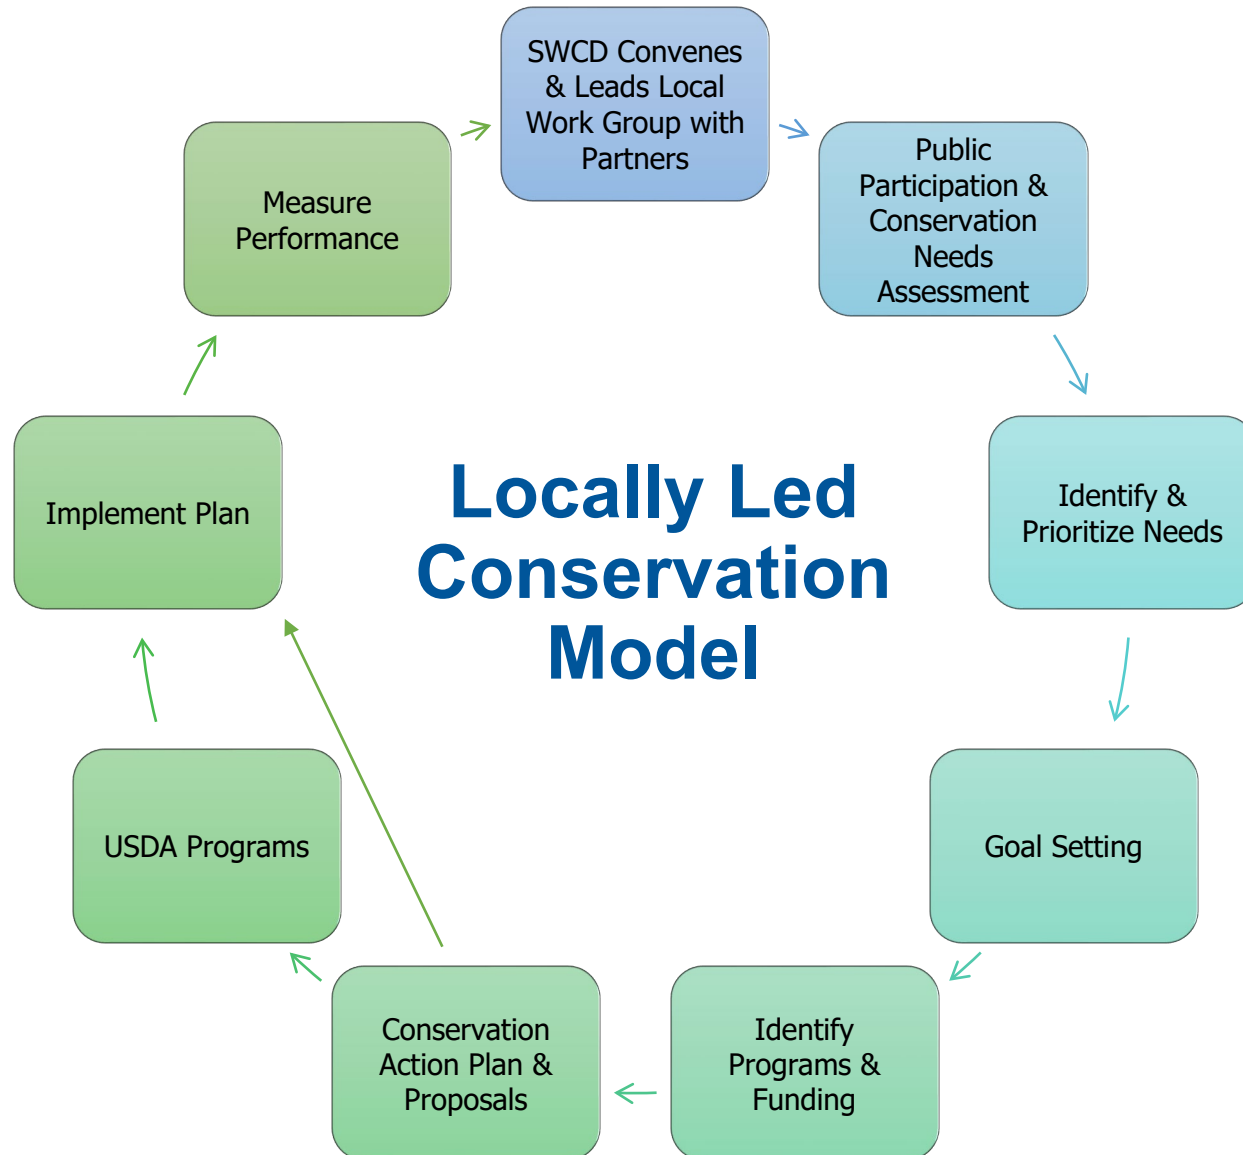 SWCD Convenes
& Leads Local
Work Group with
Partners
Public
Participation &
Conservation
Needs
Assessment
Identify &
Prioritize Needs
Goal Setting
Identify
Programs &
Funding
Conservation
Action Plan &
Proposals
USDA Programs
Implement Plan
Measure
Performance
Locally Led
Conservation
Model